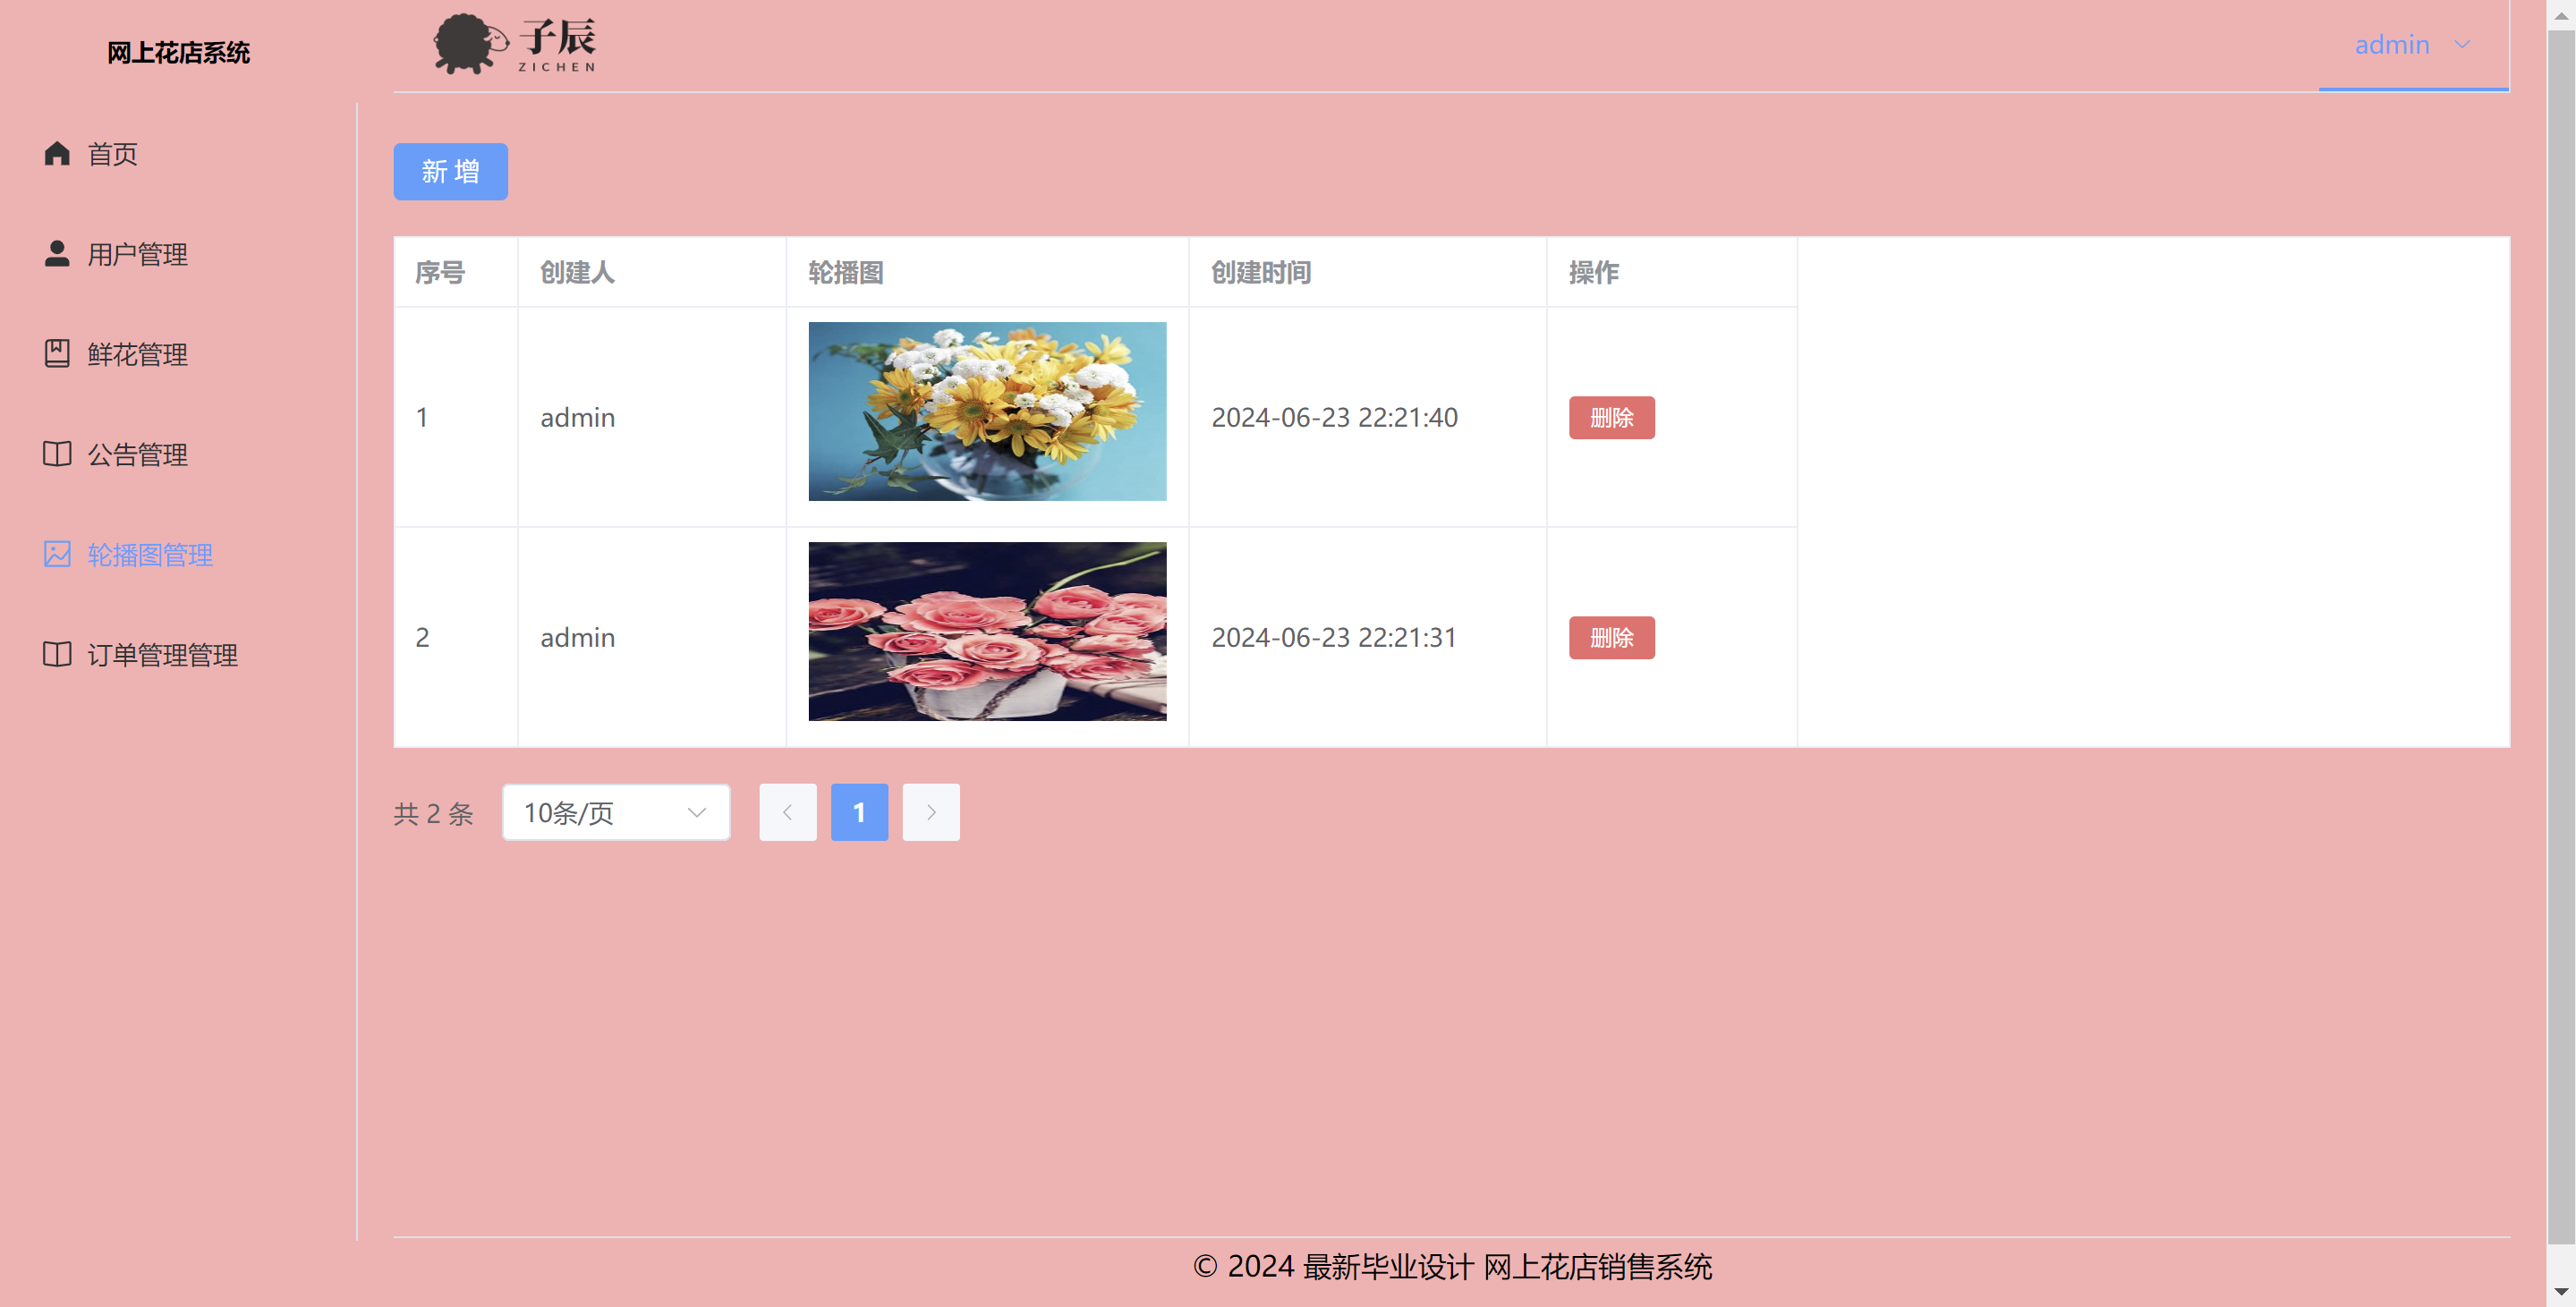 网上花店系统
首页
用户管理
鲜花管理
公告管理
轮播图管理
订单管理管理
子辰
ZICHEN
admin
新 增
序号 创建人 轮播图 创建时间 操作
1 admin 2024-06-23 22:21:40 删除
2 admin 2024-06-23 22:21:31 删除
共 2 条 10条/页 1
© 2024 最新毕业设计 网上花店销售系统